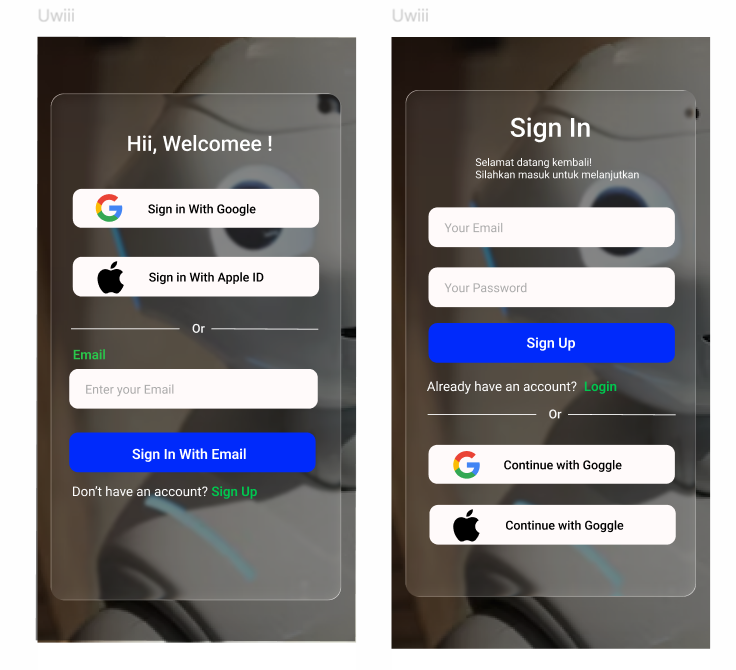 Uwiii
Hii, Welcomee !
Sign in With Google
Sign in With Apple ID
Or
Email
Enter your Email
Sign In With Email
Don't have an account? Sign Up
Uwiii
Sign In
Selamat datang kembali!
Silahkan masuk untuk melanjutkan
Your Email
Your Password
Sign Up
Already have an account? Login
Or
Continue with Goggle
Continue with Goggle